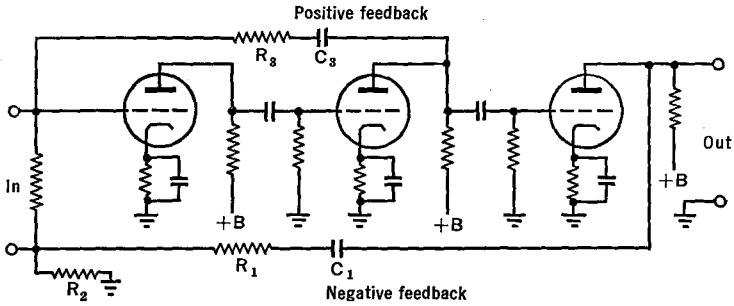 Positive feedback
R3 C3
In
+B
+B
+B
Out
R1 C1
R2
Negative feedback